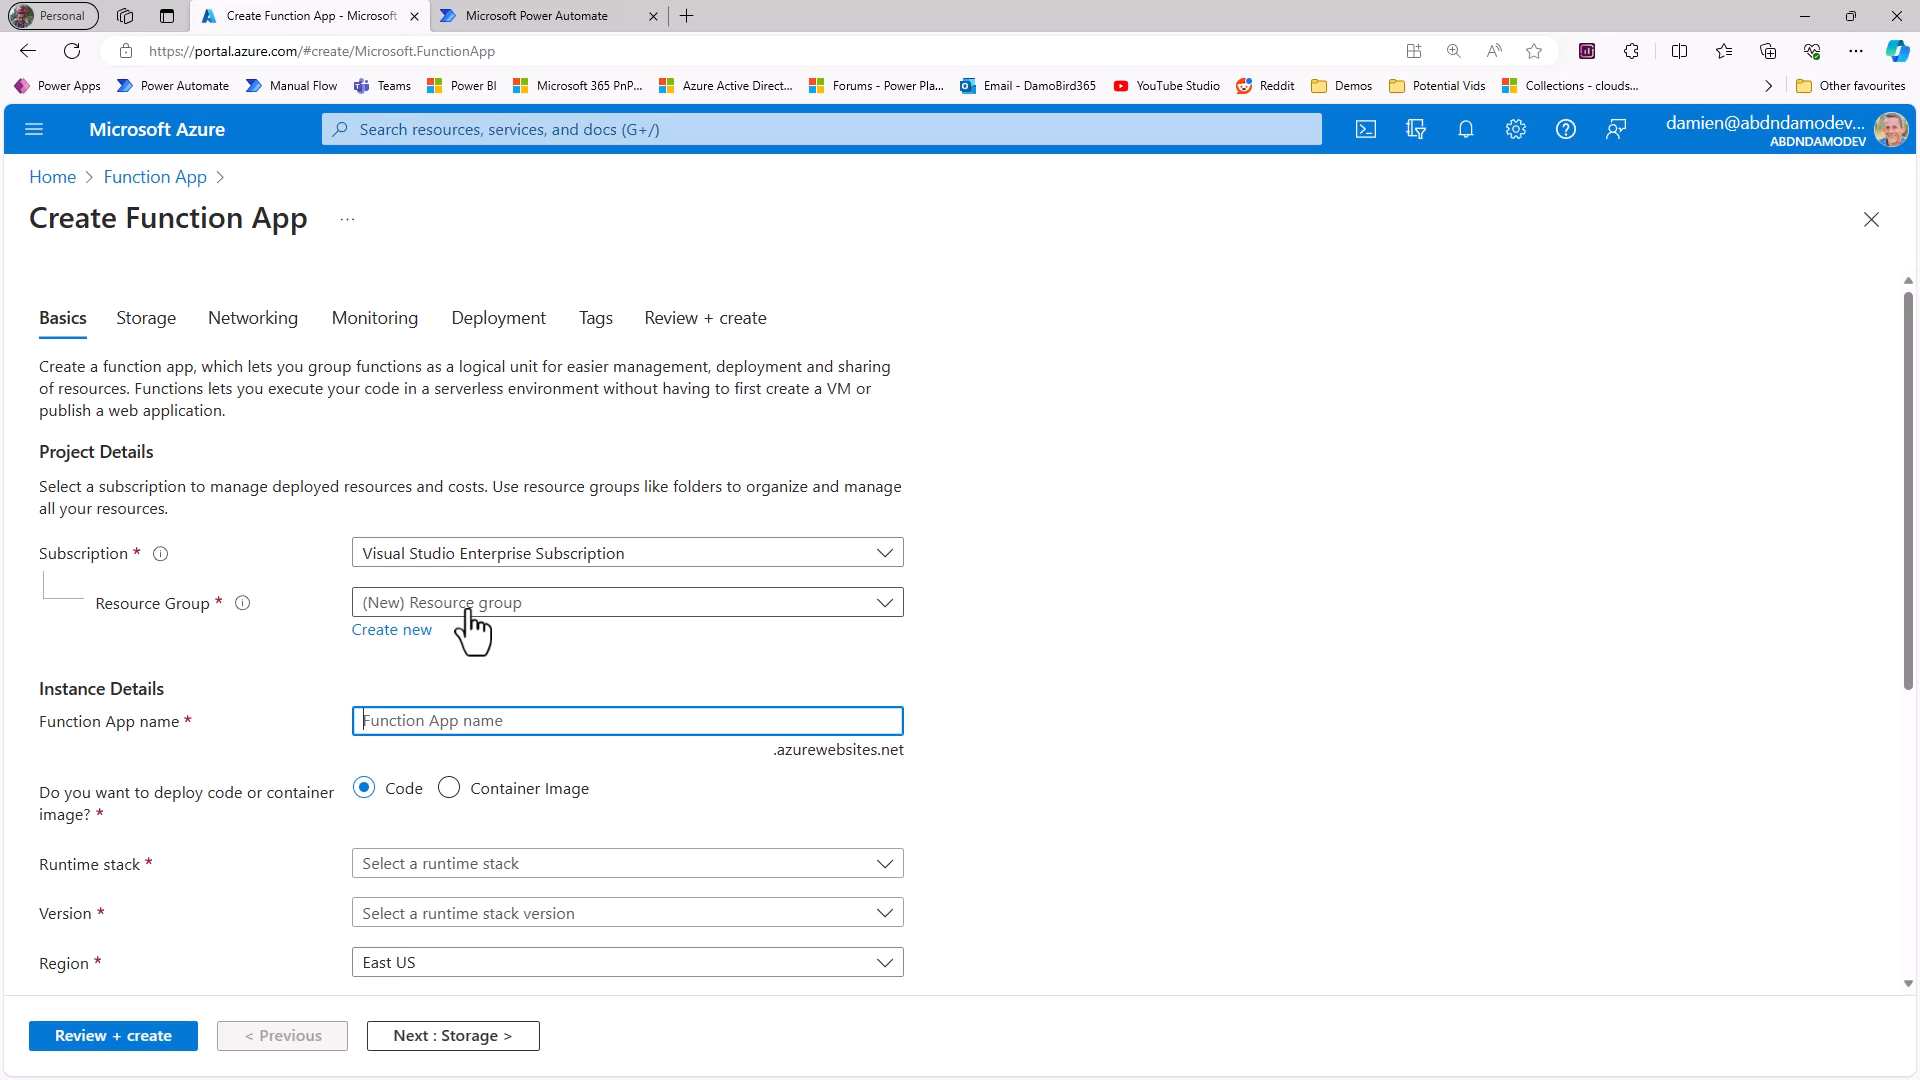 Personal
Create Function App - Microsoft
Microsoft Power Automate
https://portal.azure.com/#create/Microsoft.FunctionApp
Power Apps
Power Automate
Manual Flow
Teams
Power BI
Microsoft 365 PnP...
Azure Active Direct...
Forums - Power Pla...
Email - DamoBird365
YouTube Studio
Reddit
Demos
Potential Vids
Collections - clouds...
Other favourites
Microsoft Azure
Search resources, services, and docs (G+/)
damien@abdndamodev...
ABDNDAMODEV
Home > Function App >
Create Function App ...
Basics Storage Networking Monitoring Deployment Tags Review + create
Create a function app, which lets you group functions as a logical unit for easier management, deployment and sharing
of resources. Functions lets you execute your code in a serverless environment without having to first create a VM or
publish a web application.
Project Details
Select a subscription to manage deployed resources and costs. Use resource groups like folders to organize and manage
all your resources.
Subscription *
Visual Studio Enterprise Subscription
Resource Group *
(New) Resource group
Create new
Instance Details
Function App name *
Function App name
.azurewebsites.net
Do you want to deploy code or container
image? *
Code
Container Image
Runtime stack *
Select a runtime stack
Version *
Select a runtime stack version
Region *
East US
Review + create
< Previous
Next : Storage >